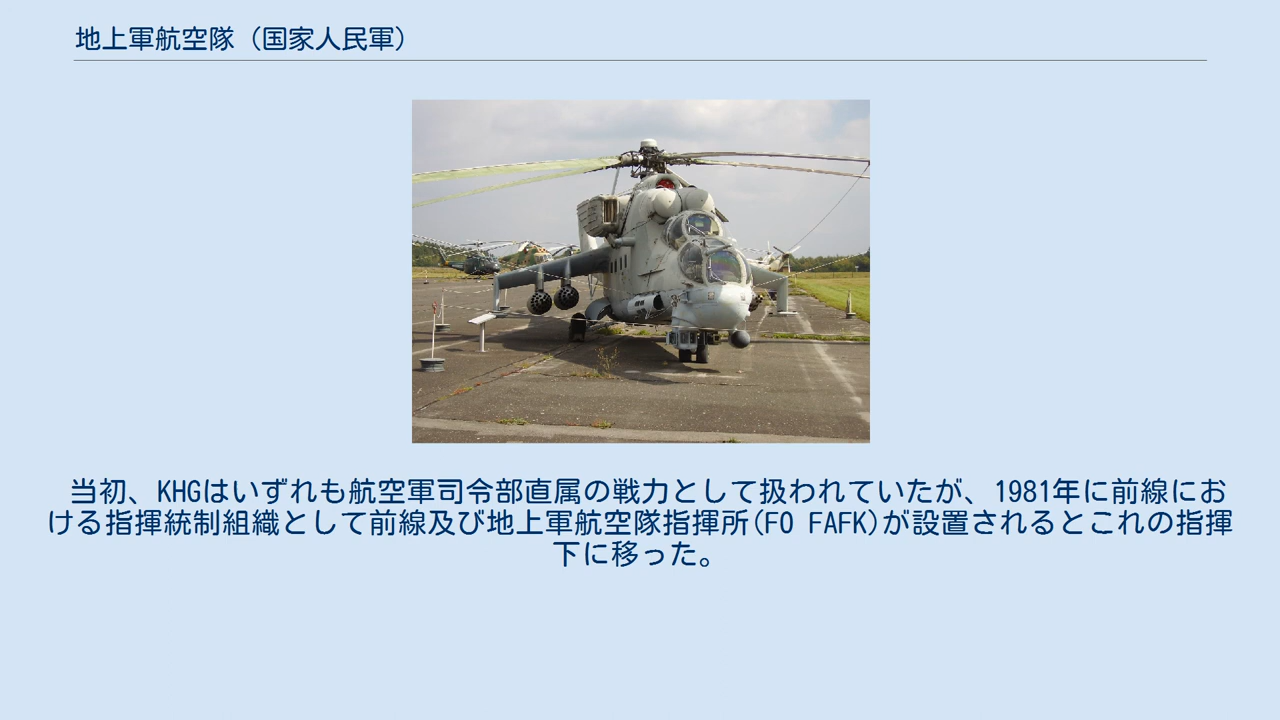 地上軍航空隊（国家人民軍）
当初、KHGはいずれも航空軍司令部直属の戦力として扱われていたが、1981年に前線にお
ける指揮統制組織として前線及び地上軍航空隊指揮所(FO FAFK)が設置されるとこれの指揮
下に移った。